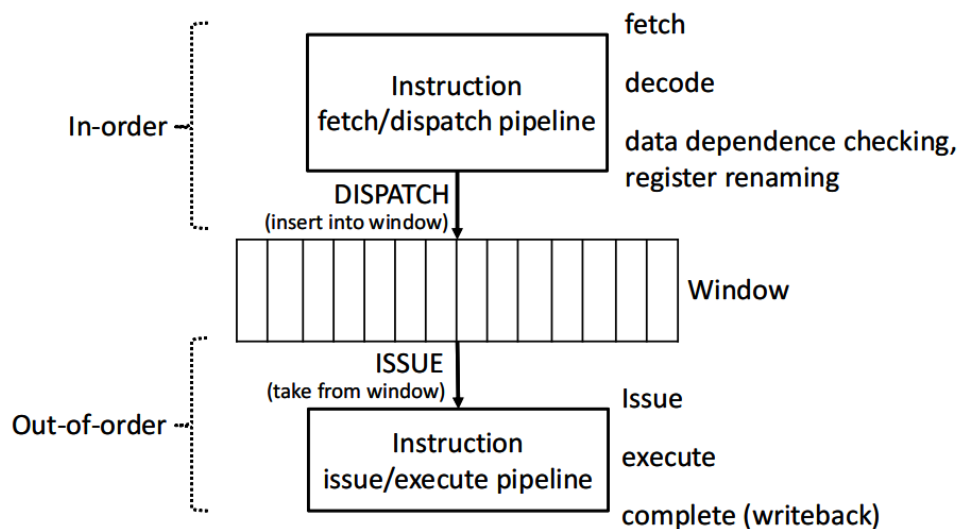 fetch
Instruction
fetch/dispatch pipeline
decode
In-order
data dependence checking,
register renaming
DISPATCH
(insert into window)
Window
ISSUE
(take from window)
Issue
Out-of-order
Instruction
issue/execute pipeline
execute
complete (writeback)